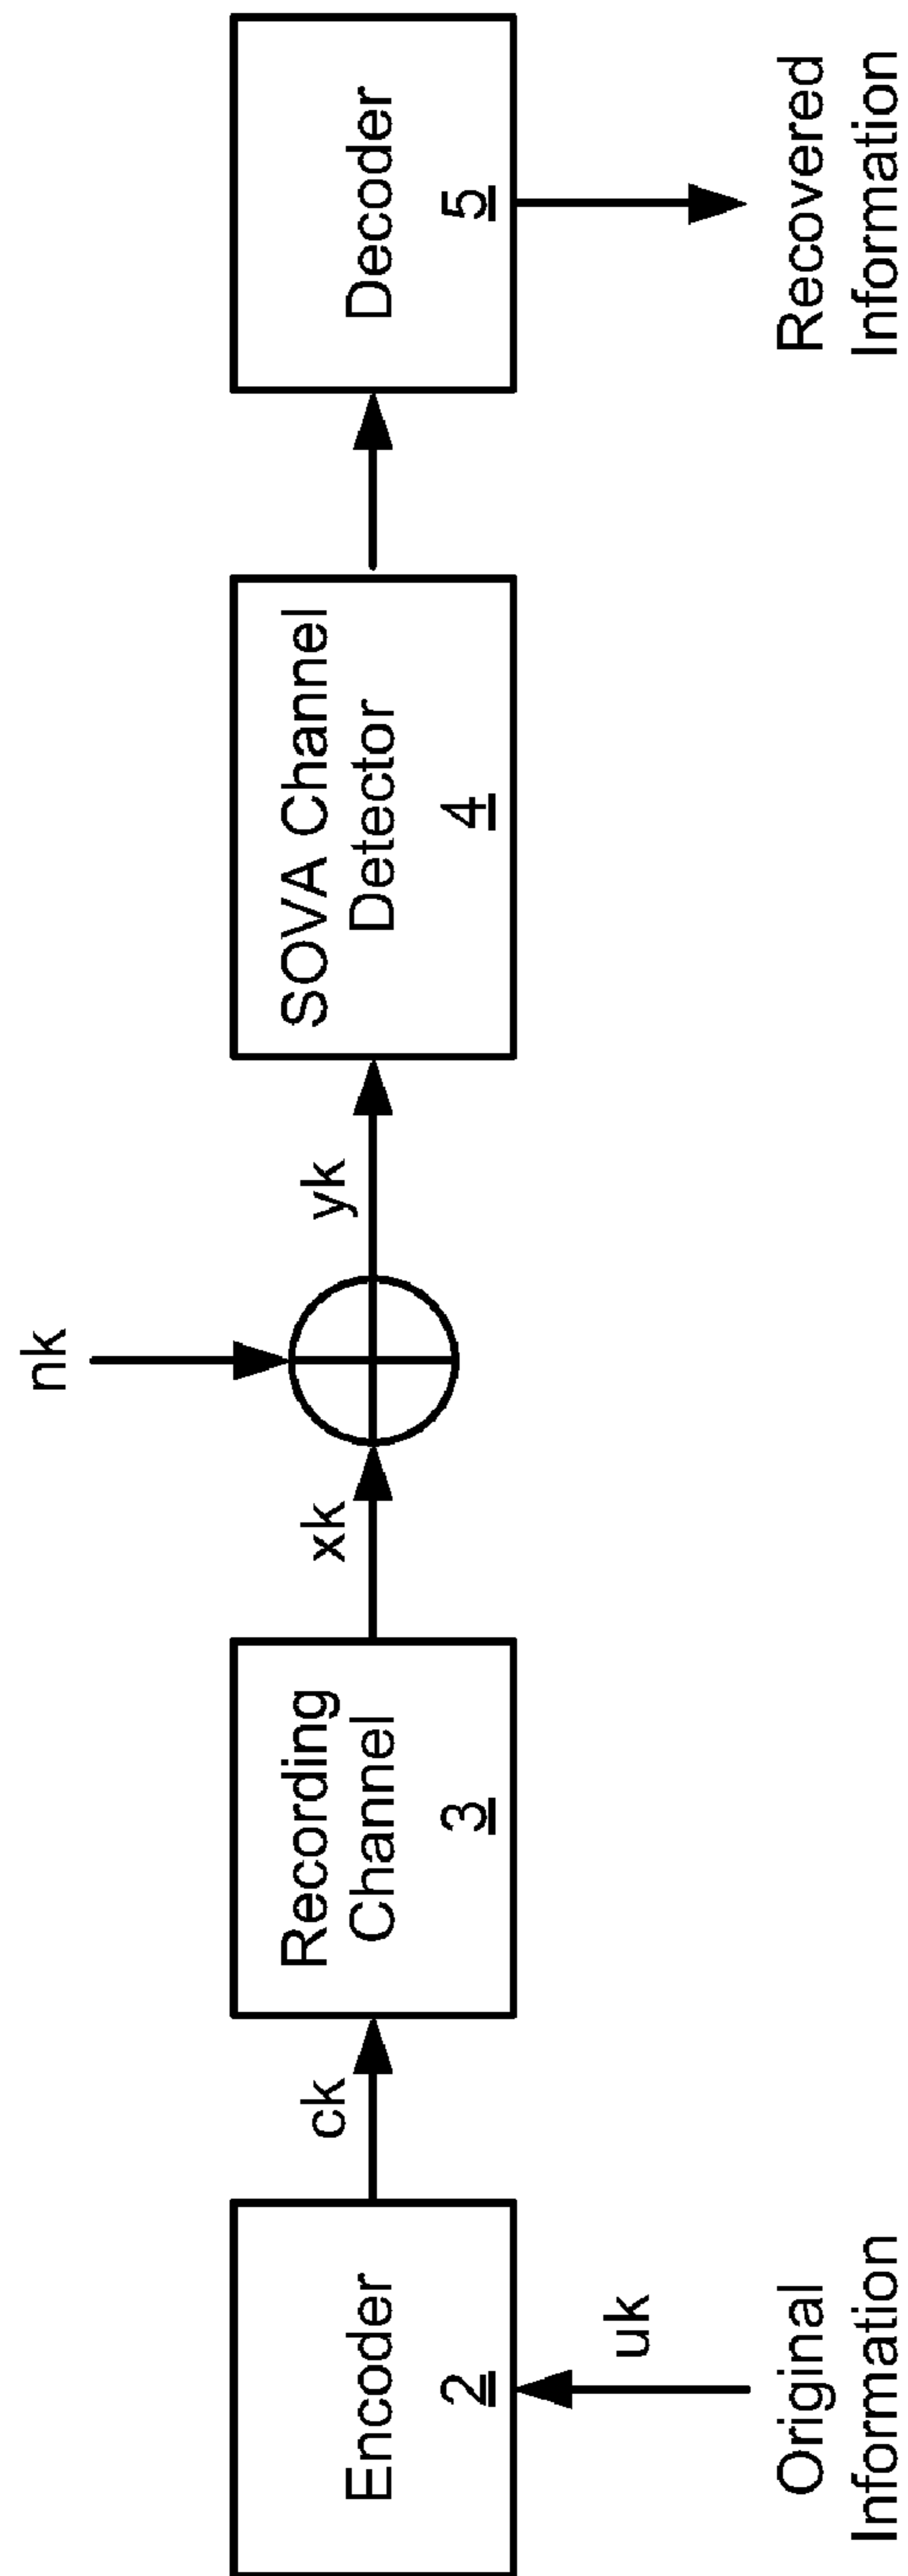 Encoder
2
uk
Original
Information
ck
Recording
Channel
3
xk
nk
yk
SOVA Channel
Detector
4
Decoder
5
Recovered
Information